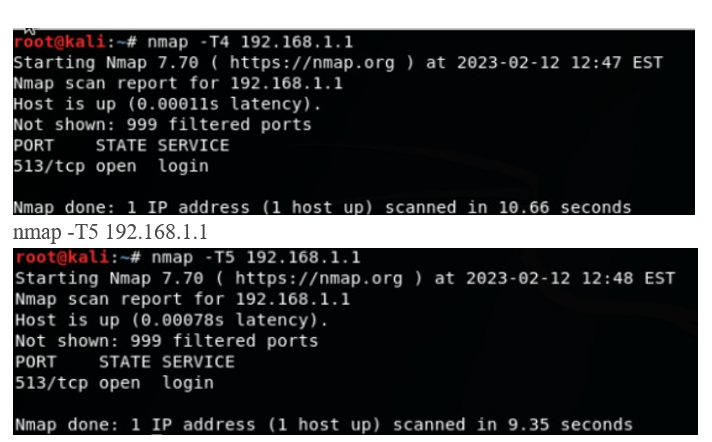 root@kali:~# nmap -T4 192.168.1.1
Starting Nmap 7.70 ( https://nmap.org ) at 2023-02-12 12:47 EST
Nmap scan report for 192.168.1.1
Host is up (0.00011s latency).
Not shown: 999 filtered ports
PORT    STATE SERVICE
513/tcp open  login

Nmap done: 1 IP address (1 host up) scanned in 10.66 seconds
nmap -T5 192.168.1.1
root@kali:~# nmap -T5 192.168.1.1
Starting Nmap 7.70 ( https://nmap.org ) at 2023-02-12 12:48 EST
Nmap scan report for 192.168.1.1
Host is up (0.00078s latency).
Not shown: 999 filtered ports
PORT    STATE SERVICE
513/tcp open  login

Nmap done: 1 IP address (1 host up) scanned in 9.35 seconds